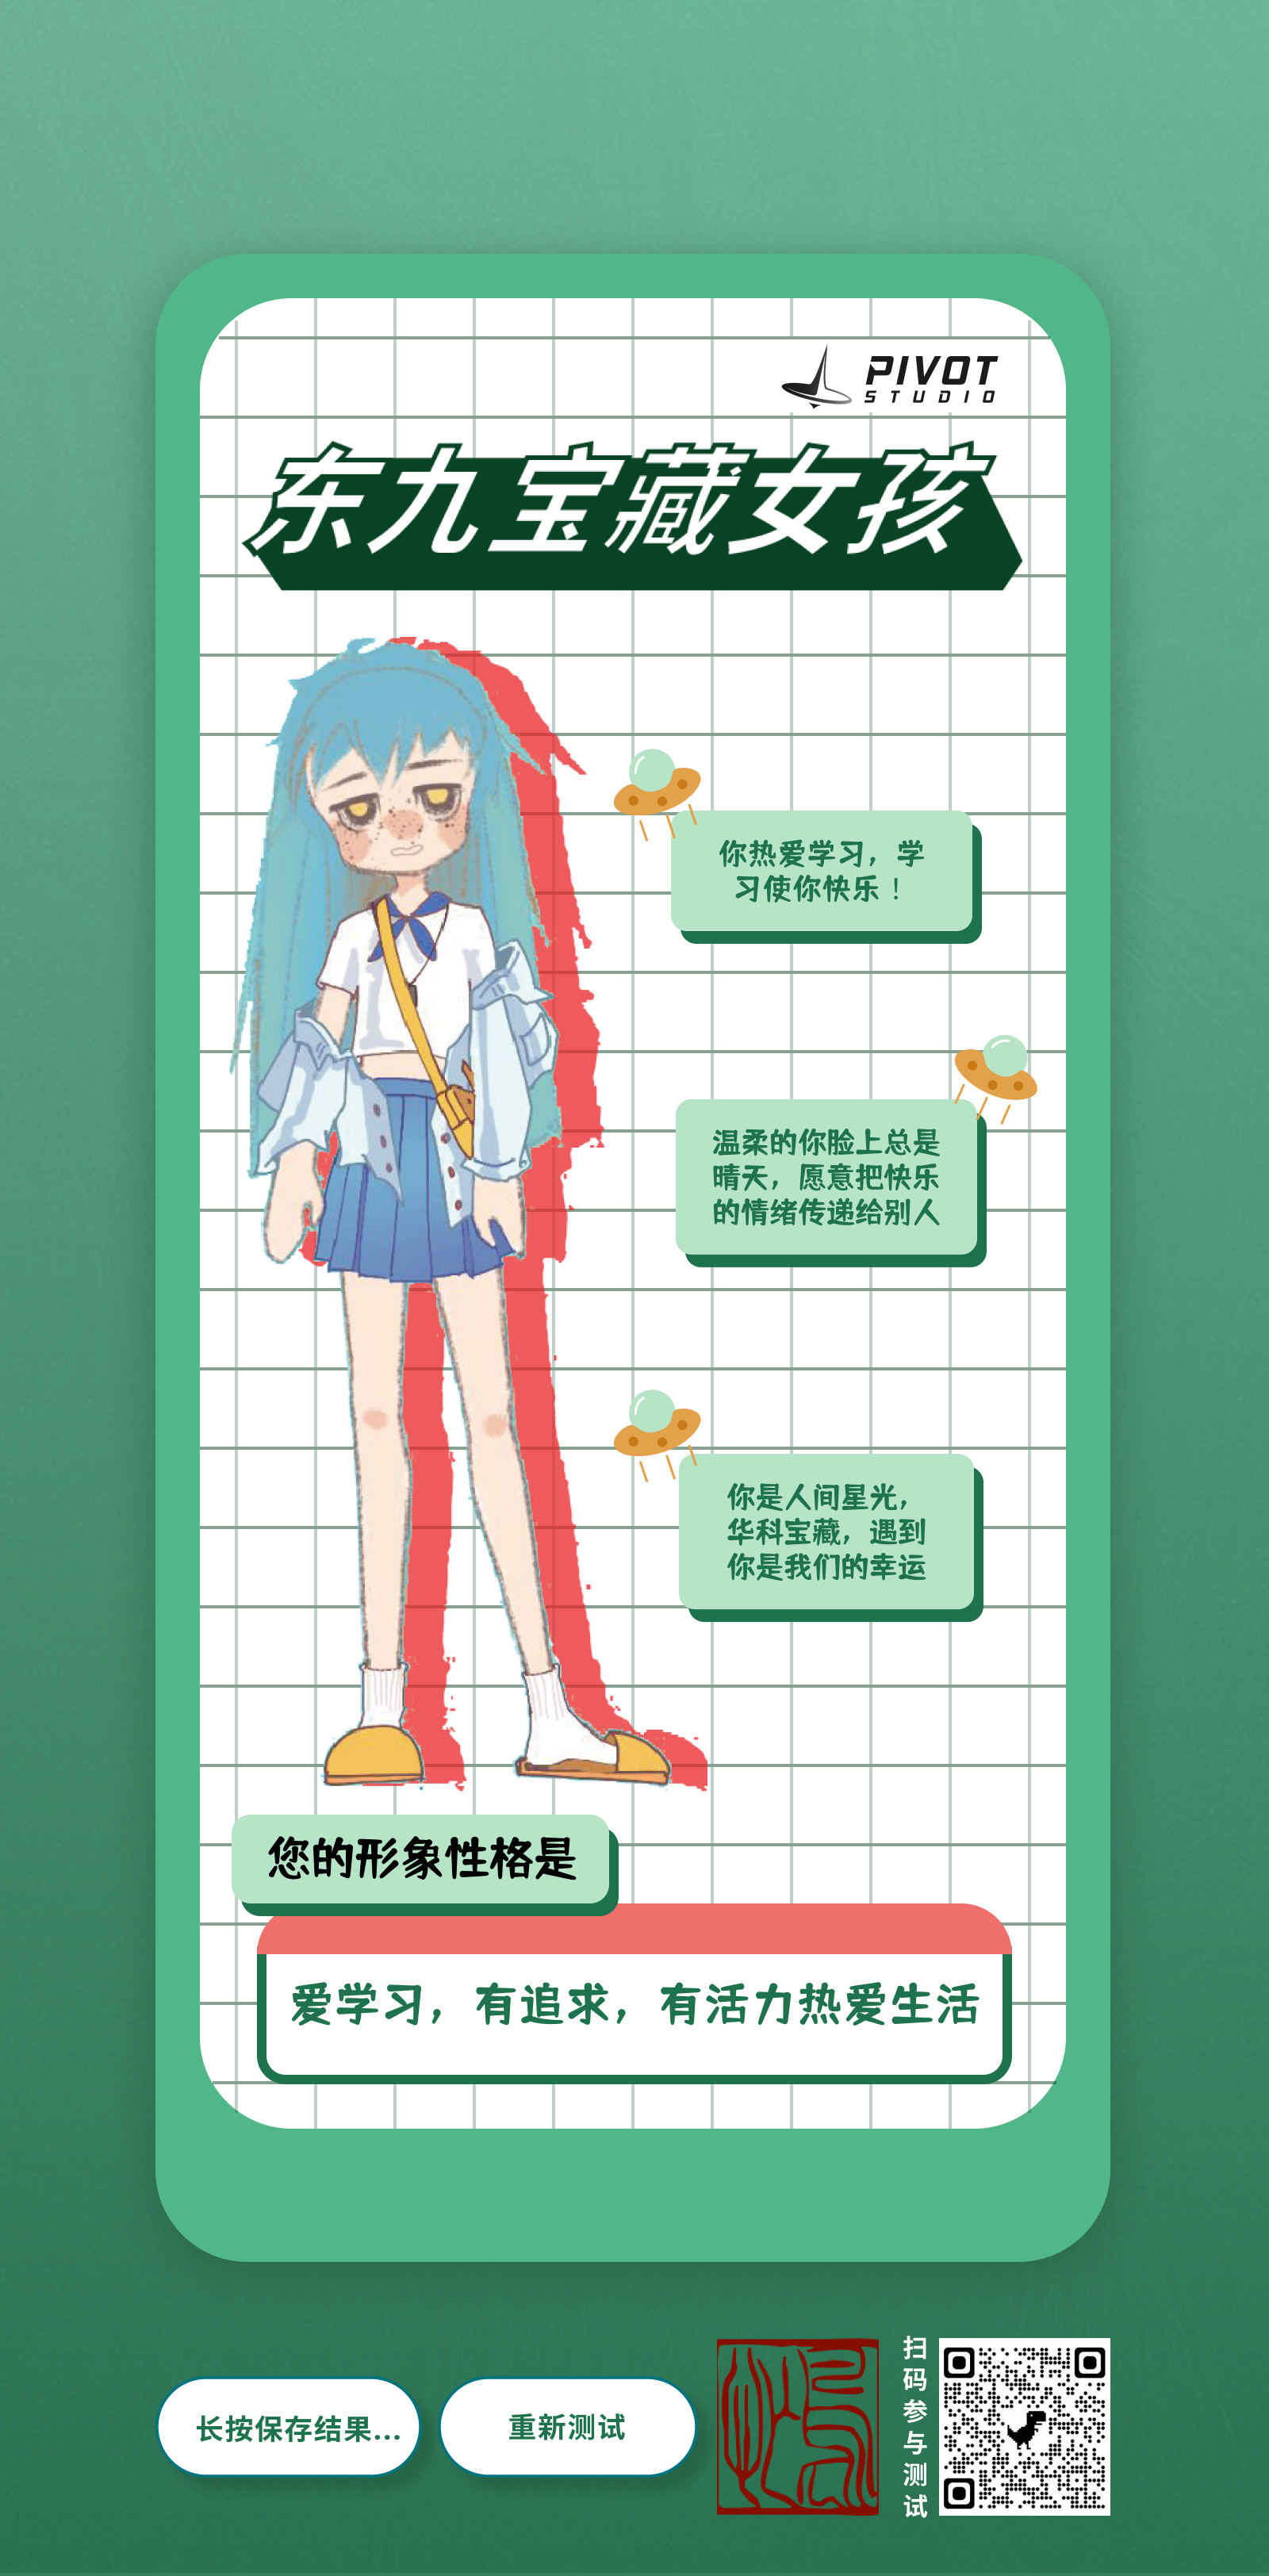 PIVOT
STUDIO
东九宝藏女孩
你热爱学习，学
习使你快乐！
温柔的你脸上总是
晴天，愿意把快乐
的情绪传递给别人
你是人间星光，
华科宝藏，遇到
你是我们的幸运
您的形象性格是
爱学习，有追求，有活力热爱生活
长按保存结果...
重新测试
扫码参与测试